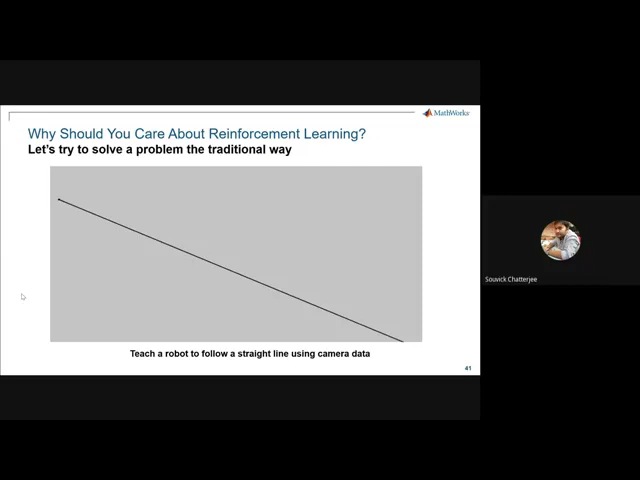 MathWorks
Why Should You Care About Reinforcement Learning?
Let's try to solve a problem the traditional way
Souvick Chatterjee
Teach a robot to follow a straight line using camera data
41